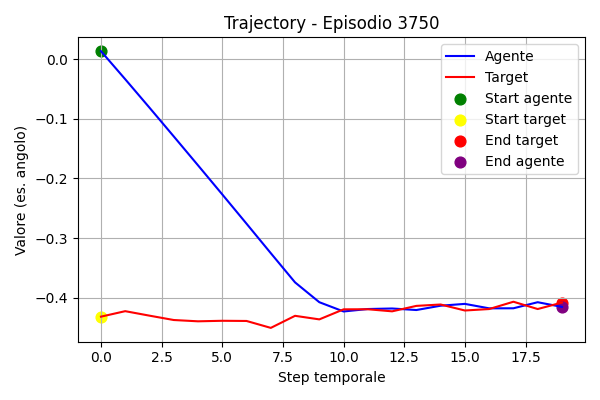 Trajectory - Episodio 3750
Valore (es. angolo)
0.0
−0.1
−0.2
−0.3
−0.4
Agente
Target
Start agente
Start target
End target
End agente
0.0 2.5 5.0 7.5 10.0 12.5 15.0 17.5
Step temporale